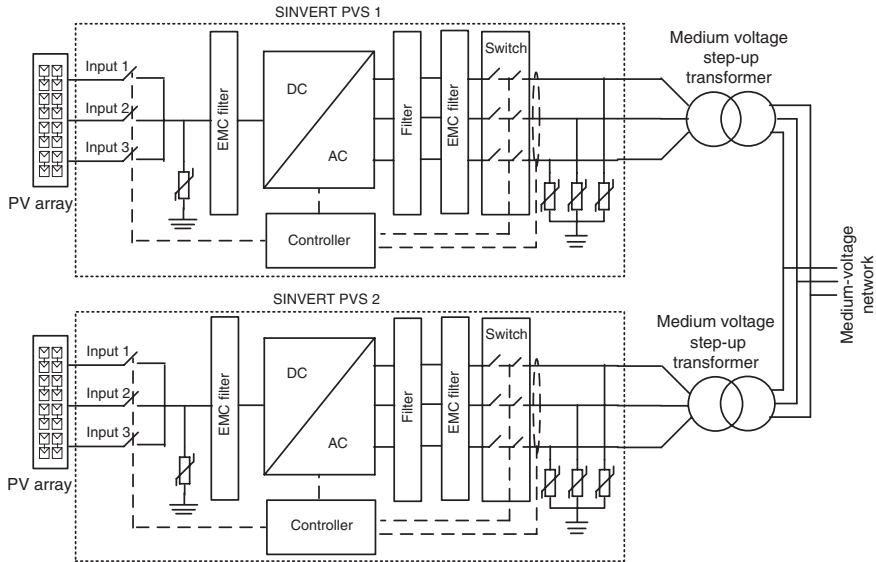 SINVERT PVS 1
Input 1
Input 2
Input 3
PV array
EMC filter
DC
AC
Filter
EMC filter
Switch
Controller
Medium voltage
step-up
transformer
SINVERT PVS 2
Input 1
Input 2
Input 3
PV array
EMC filter
DC
AC
Filter
EMC filter
Switch
Controller
Medium voltage
step-up
transformer
Medium-voltage
network